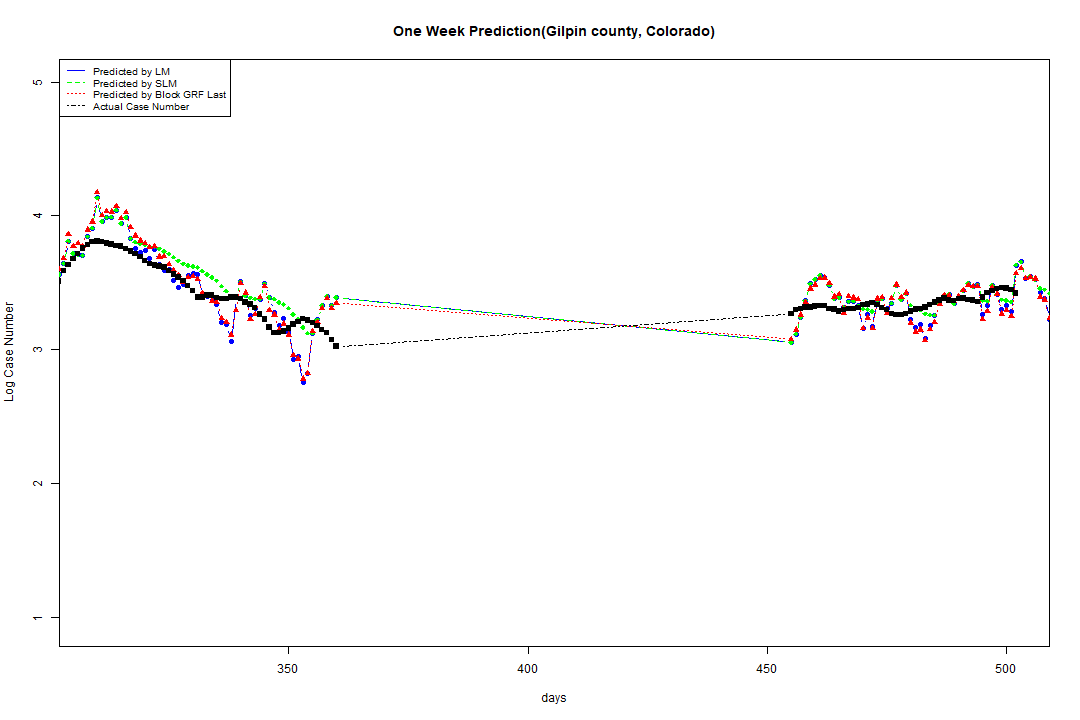 One Week Prediction(Gilpin county, Colorado)
Predicted by LM
Predicted by SLM
Predicted by Block GRF Last
Actual Case Number
5
4
3
2
1
Log Case Number
350 400 450 500
days